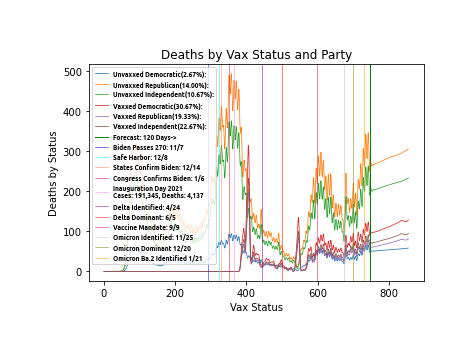 Deaths by Vax Status and Party
Deaths by Status
500
400
300
200
100
0
Unvaxxed Democratic(2.67%):
Unvaxxed Republican(14.00%):
Unvaxxed Independent(10.67%):
Vaxxed Democratic(30.67%):
Vaxxed Republican(19.33%):
Vaxxed Independent(22.67%):
Forecast: 120 Days->
Biden Passes 270: 11/7
Safe Harbor: 12/8
States Confirm Biden: 12/14
Congress Confirms Biden: 1/6
Inauguration Day 2021
Cases: 191,345, Deaths: 4,137
Delta Identified: 4/24
Delta Dominant: 6/5
Vaccine Mandate: 9/9
Omicron Identified: 11/25
Omicron Dominant: 12/20
Omicron Ba.2 Identified 1/21
0 200 400 600 800
Vax Status